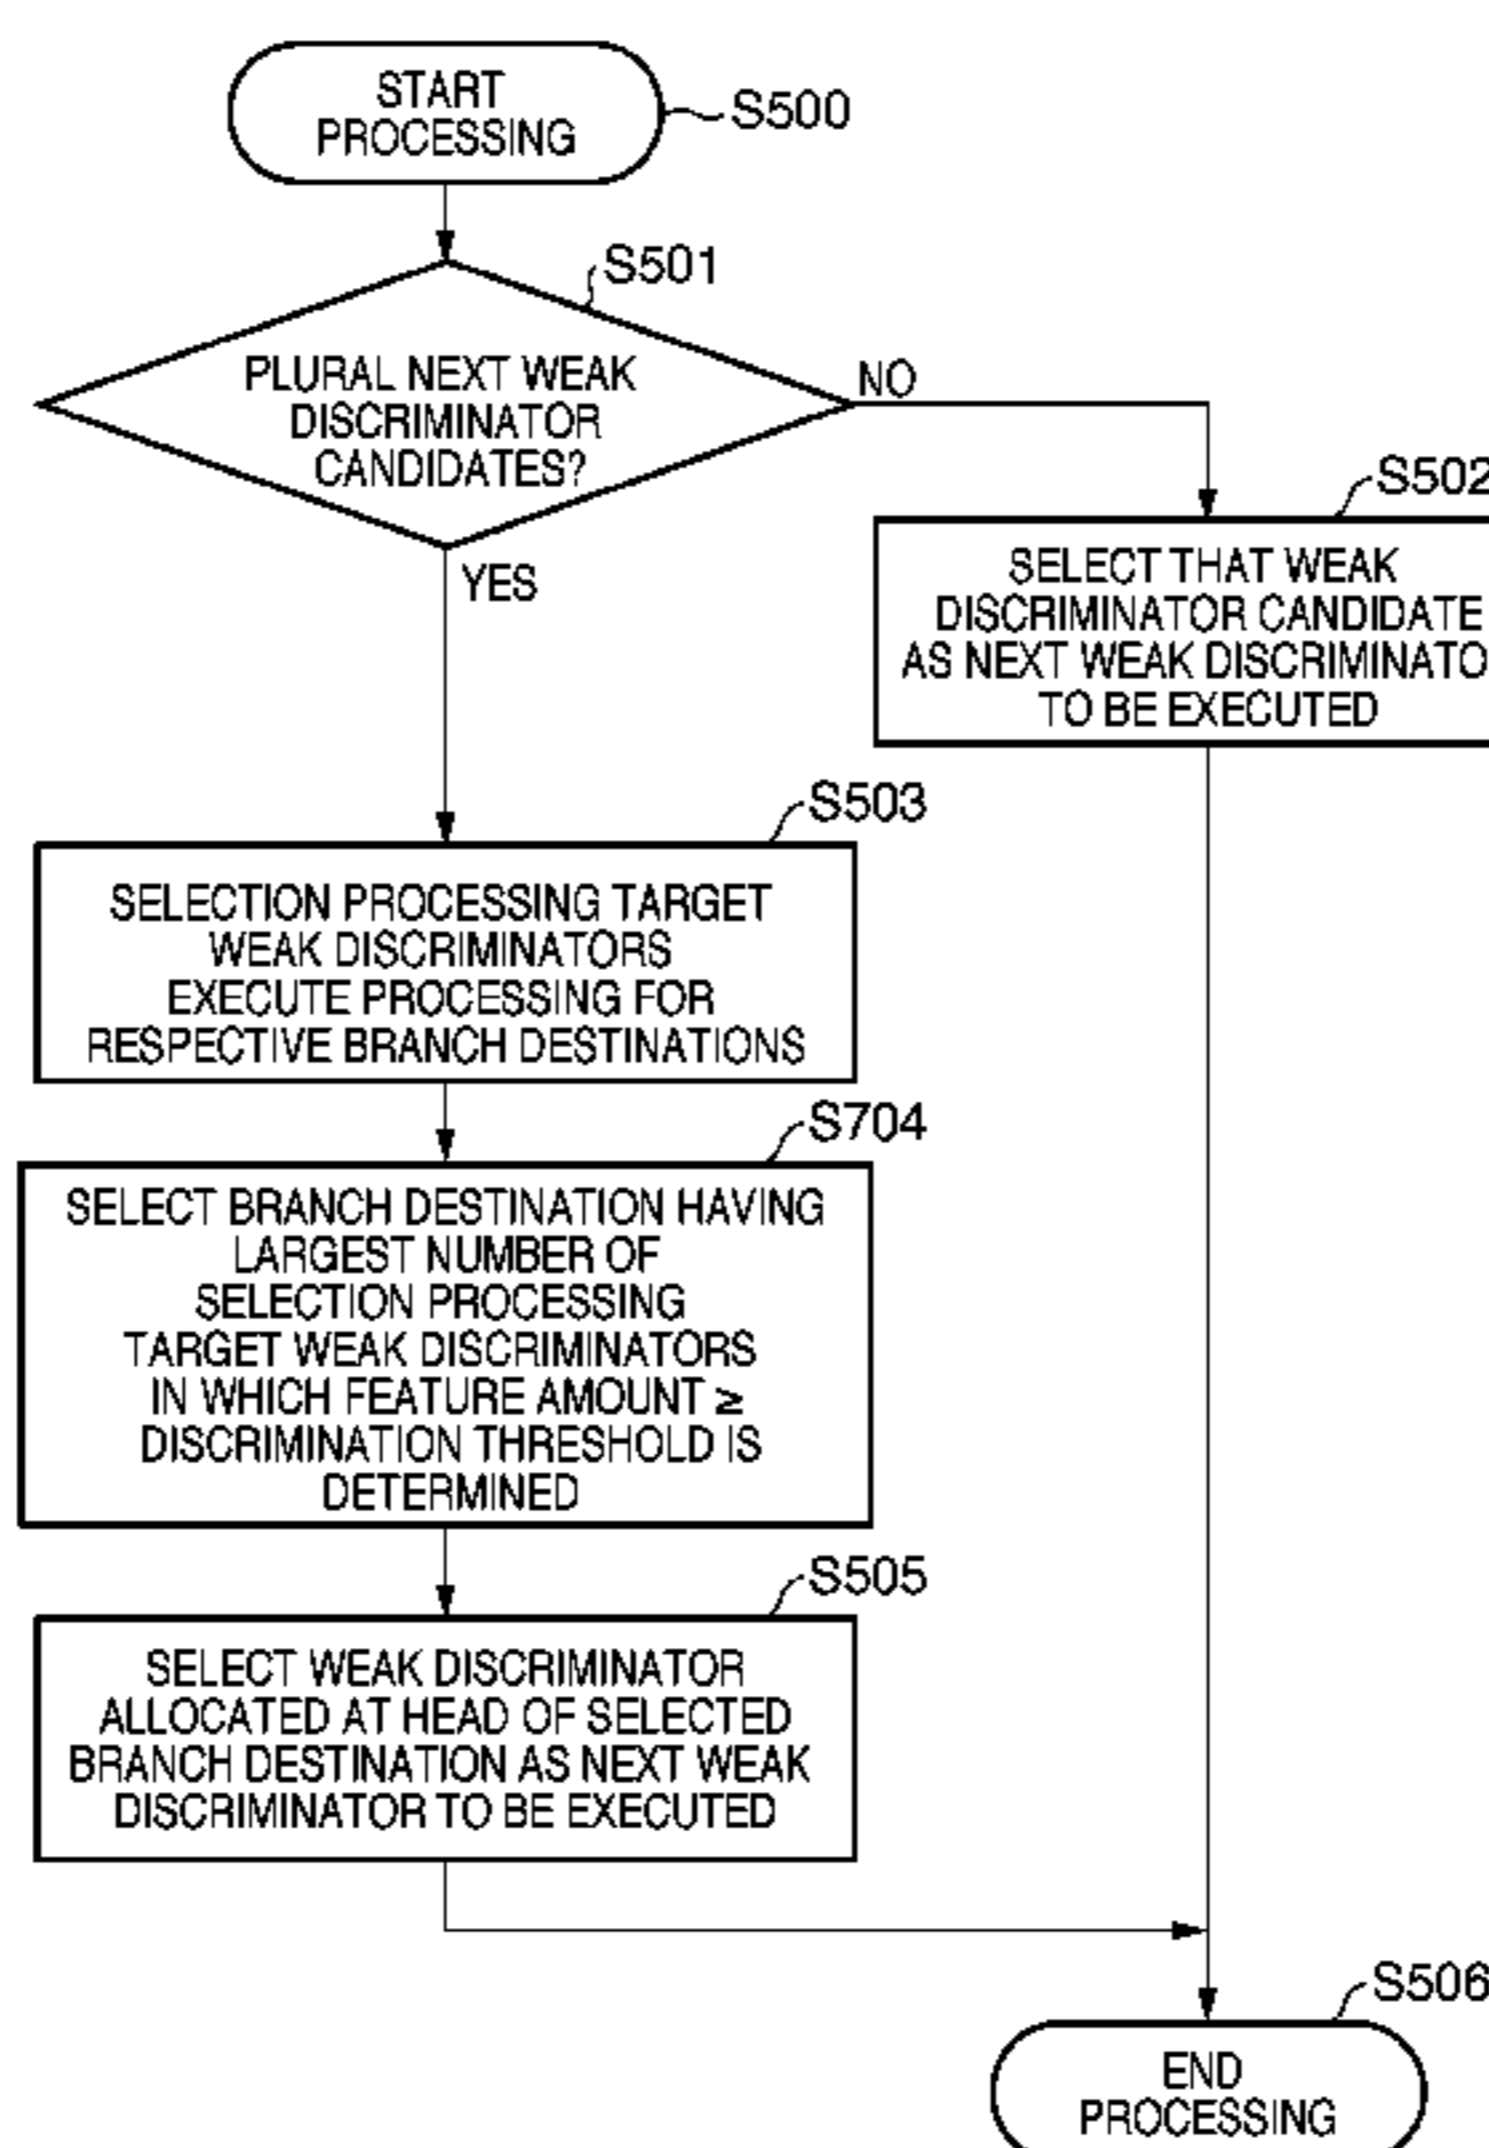 START
PROCESSING
S500
S501
PLURAL NEXT WEAK
DISCRIMINATOR
CANDIDATES?
NO
YES
S502
SELECT THAT WEAK
DISCRIMINATOR CANDIDATE
AS NEXT WEAK DISCRIMINATO
TO BE EXECUTED
S503
SELECTION PROCESSING TARGET
WEAK DISCRIMINATORS
EXECUTE PROCESSING FOR
RESPECTIVE BRANCH DESTINATIONS
S704
SELECT BRANCH DESTINATION HAVING
LARGEST NUMBER OF
SELECTION PROCESSING
TARGET WEAK DISCRIMINATORS
IN WHICH FEATURE AMOUNT ≥
DISCRIMINATION THRESHOLD IS
DETERMINED
S505
SELECT WEAK DISCRIMINATOR
ALLOCATED AT HEAD OF SELECTED
BRANCH DESTINATION AS NEXT WEAK
DISCRIMINATOR TO BE EXECUTED
S506
END
PROCESSING